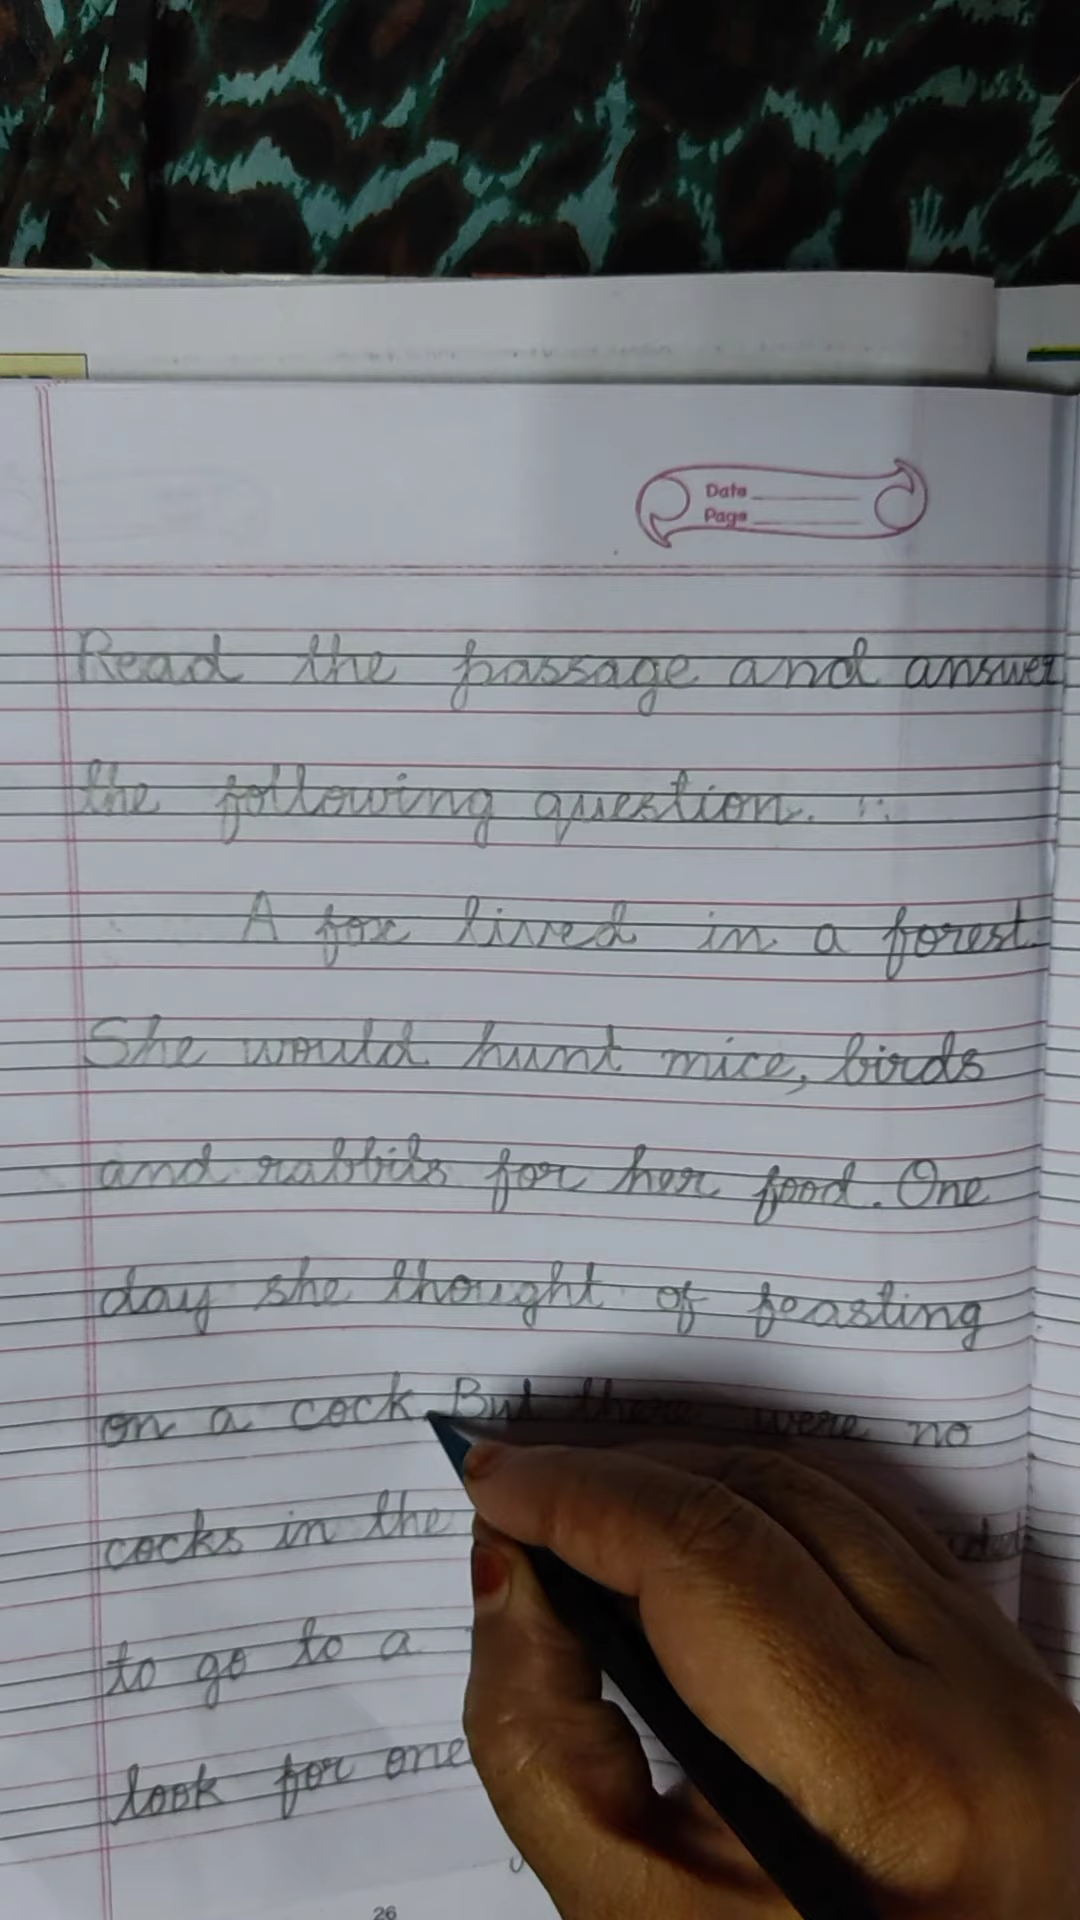 Date
Page
Read the passage and answer
the following question.
A fox lived in a forest.
She would hunt mice, birds
and rabbits for her food. One
day she thought of feasting
on a cock. But there were no
cocks in the
to go to a
look for one
26